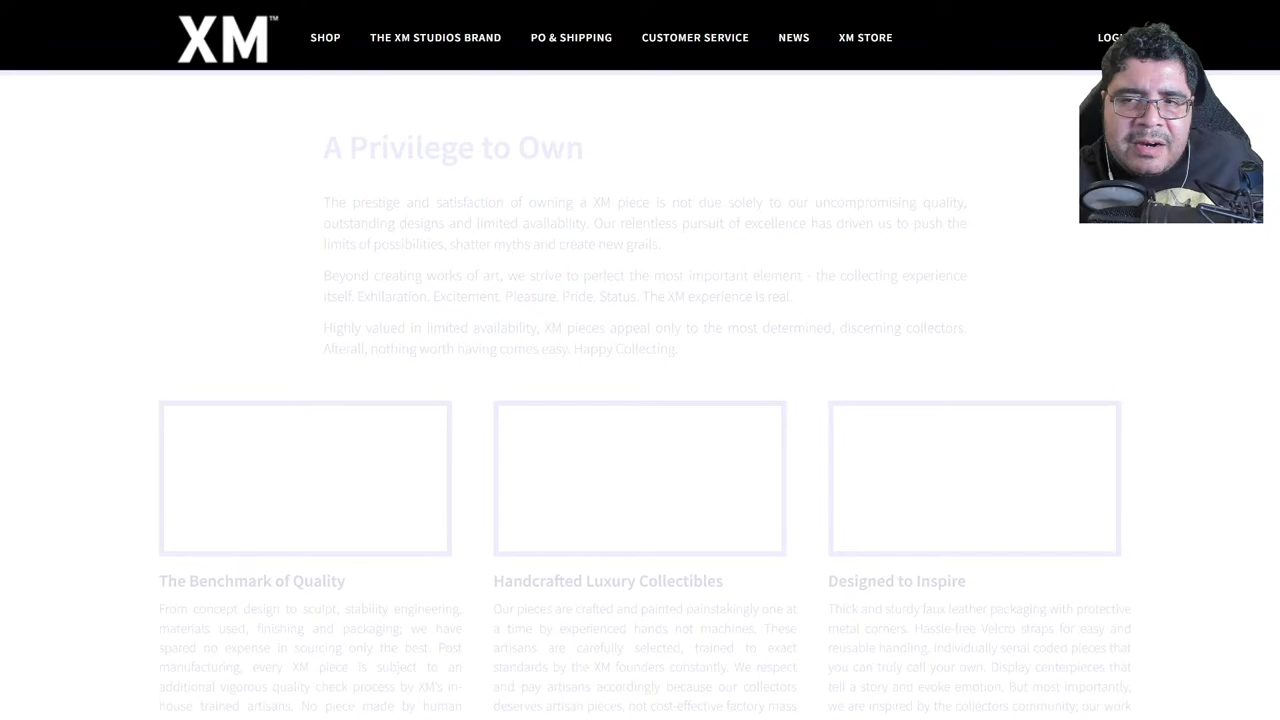 XM™ SHOP THE XM STUDIOS BRAND PO & SHIPPING CUSTOMER SERVICE NEWS XM STORE
A Privilege to Own
The prestige and satisfaction of owning a XM piece is not due solely to our uncompromising quality,
outstanding designs and limited availability. Our relentless pursuit of excellence has driven us to push the
limits of possibilities, shatter myths and create new grails.
Beyond creating works of art, we strive to perfect the most important element - the collecting experience
itself. Exhilaration. Excitement. Pleasure. Pride. Status. The XM experience is real.
Highly valued in limited availability, XM pieces appeal only to the most determined, discerning collectors.
Afterall, nothing worth having comes easy. Happy Collecting.
The Benchmark of Quality
From concept design to sculpt, stability engineering,
materials used, finishing and packaging; we have
spared no expense in sourcing only the best. Post
manufacturing, every XM piece is subject to an
additional vigorous quality check process by XM's in-
house trained artisans. No piece made by human
Handcrafted Luxury Collectibles
Our pieces are crafted and painted painstakingly one at
a time by experienced hands not machines. These
artisans are carefully selected, trained to exact
standards by the XM founders constantly. We respect
and pay artisans accordingly because our collectors
deserves artisan pieces, not cost-effective factory mass
Designed to Inspire
Thick and sturdy faux leather packaging with protective
metal corners. Hassle-free Velcro straps for easy and
reusable handling. Individually serial coded pieces that
you can truly call your own. Display centerpieces that
tell a story and evoke emotion. But most importantly,
we are inspired by the collectors community; our work